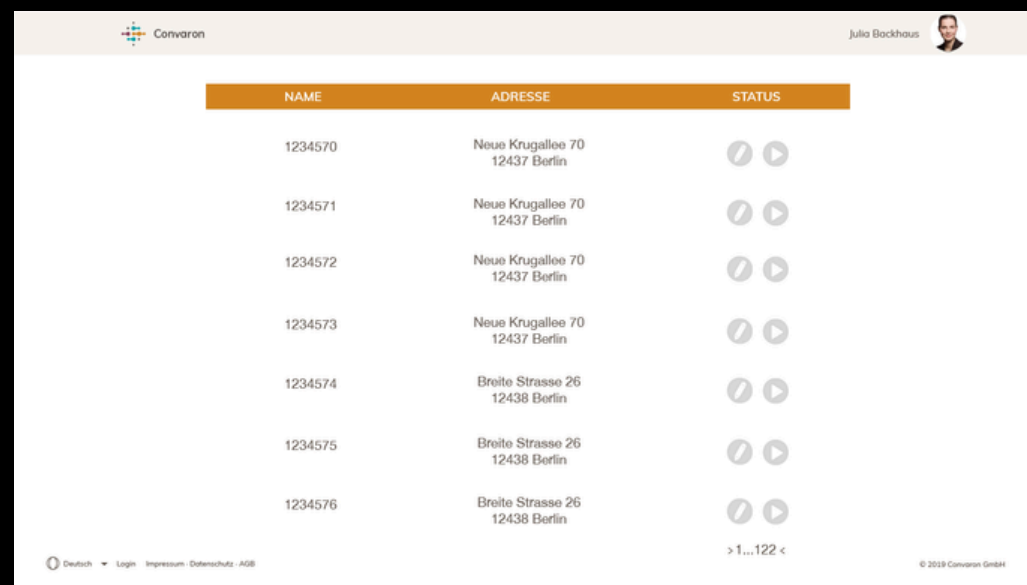 Convaron
Julia Backhaus
NAME ADRESSE STATUS
1234570 Neue Krugallee 70
12437 Berlin
1234571 Neue Krugallee 70
12437 Berlin
1234572 Neue Krugallee 70
12437 Berlin
1234573 Neue Krugallee 70
12437 Berlin
1234574 Breite Strasse 26
12438 Berlin
1234575 Breite Strasse 26
12438 Berlin
1234576 Breite Strasse 26
12438 Berlin
>1...122<
Deutsch Login Impressum · Datenschutz · AGB
© 2019 Convaron GmbH